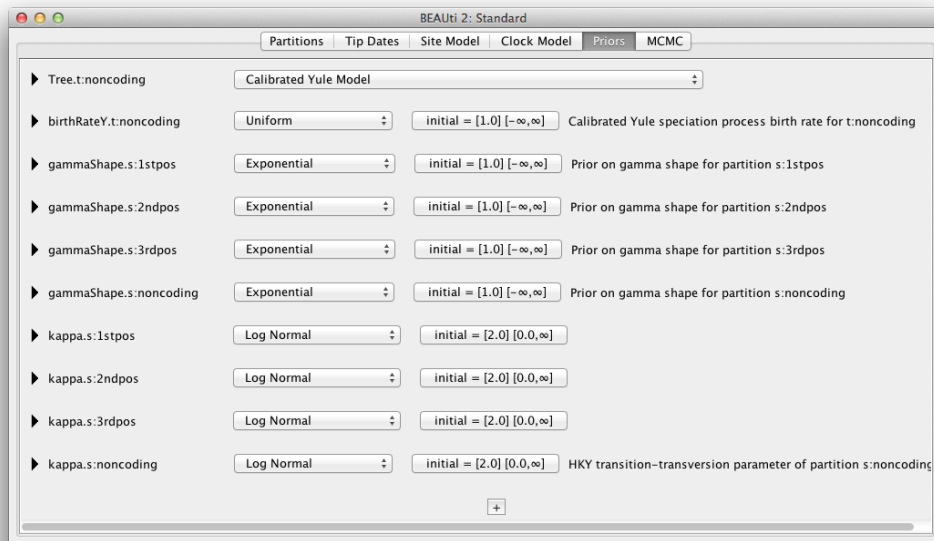 BEAUti 2: Standard
Partitions Tip Dates Site Model Clock Model Priors MCMC
Tree.t:noncoding Calibrated Yule Model
birthRateY.t:noncoding Uniform initial = [1.0] [-∞,∞] Calibrated Yule speciation process birth rate for t:noncoding
gammaShape.s:1stpos Exponential initial = [1.0] [-∞,∞] Prior on gamma shape for partition s:1stpos
gammaShape.s:2ndpos Exponential initial = [1.0] [-∞,∞] Prior on gamma shape for partition s:2ndpos
gammaShape.s:3rdpos Exponential initial = [1.0] [-∞,∞] Prior on gamma shape for partition s:3rdpos
gammaShape.s:noncoding Exponential initial = [1.0] [-∞,∞] Prior on gamma shape for partition s:noncoding
kappa.s:1stpos Log Normal initial = [2.0] [0.0,∞]
kappa.s:2ndpos Log Normal initial = [2.0] [0.0,∞]
kappa.s:3rdpos Log Normal initial = [2.0] [0.0,∞]
kappa.s:noncoding Log Normal initial = [2.0] [0.0,∞] HKY transition-transversion parameter of partition s:noncoding
+